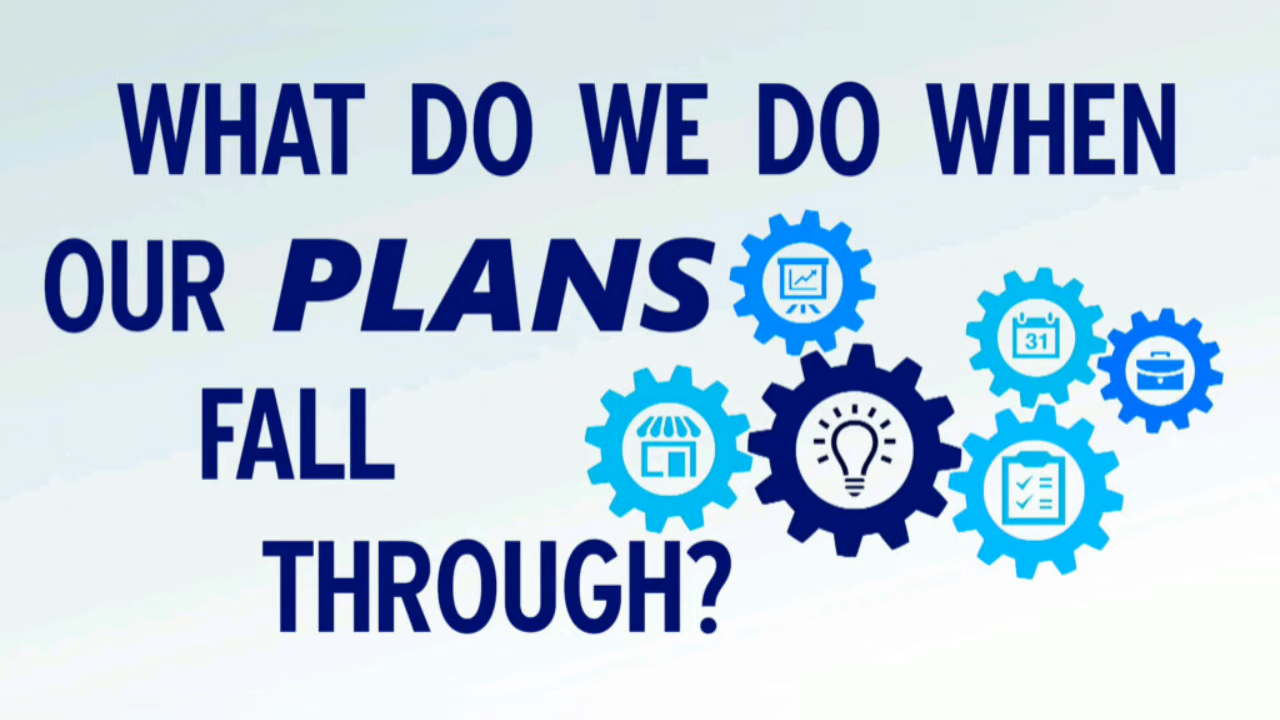 WHAT DO WE DO WHEN
OUR PLANS
FALL
THROUGH?
31